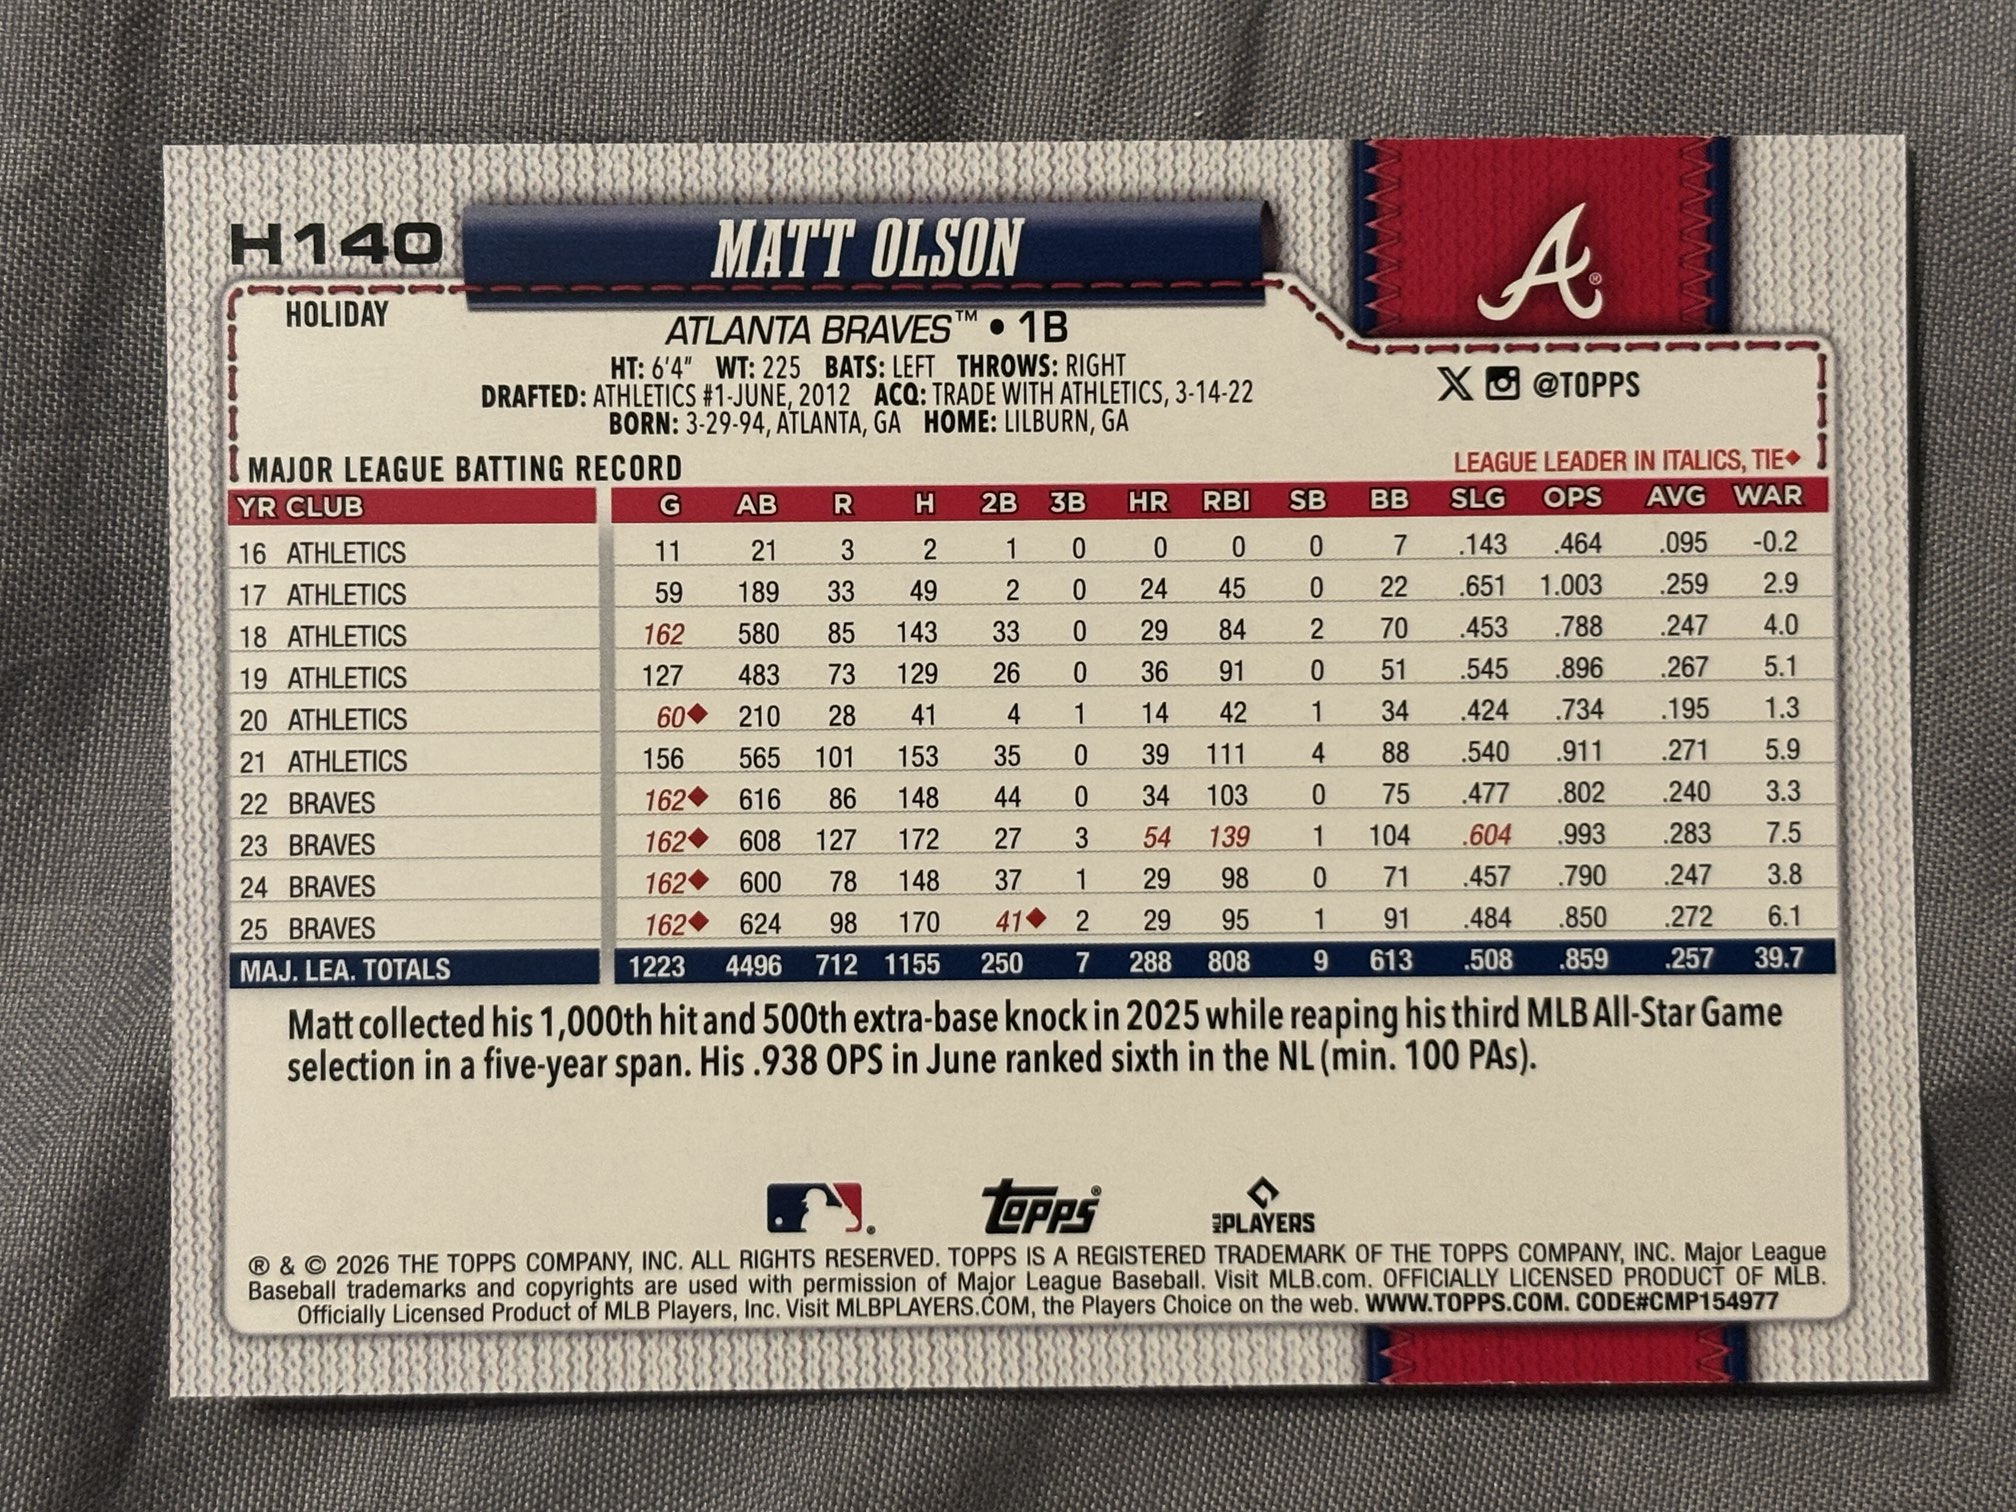 H140
MATT OLSON
A®
HOLIDAY
ATLANTA BRAVES™ • 1B
HT: 6'4" WT: 225 BATS: LEFT THROWS: RIGHT
DRAFTED: ATHLETICS #1-JUNE, 2012 ACQ: TRADE WITH ATHLETICS, 3-14-22
BORN: 3-29-94, ATLANTA, GA HOME: LILBURN, GA
X @TOPPS
MAJOR LEAGUE BATTING RECORD
LEAGUE LEADER IN ITALICS, TIE◆
YR CLUB G AB R H 2B 3B HR RBI SB BB SLG OPS AVG WAR
16 ATHLETICS 11 21 3 2 1 0 0 0 0 7 .143 .464 .095 -0.2
17 ATHLETICS 59 189 33 49 2 0 24 45 0 22 .651 1.003 .259 2.9
18 ATHLETICS 162 580 85 143 33 0 29 84 2 70 .453 .788 .247 4.0
19 ATHLETICS 127 483 73 129 26 0 36 91 0 51 .545 .896 .267 5.1
20 ATHLETICS 60◆ 210 28 41 4 1 14 42 1 34 .424 .734 .195 1.3
21 ATHLETICS 156 565 101 153 35 0 39 111 4 88 .540 .911 .271 5.9
22 BRAVES 162◆ 616 86 148 44 0 34 103 0 75 .477 .802 .240 3.3
23 BRAVES 162◆ 608 127 172 27 3 54 139 1 104 .604 .993 .283 7.5
24 BRAVES 162◆ 600 78 148 37 1 29 98 0 71 .457 .790 .247 3.8
25 BRAVES 162◆ 624 98 170 41◆ 2 29 95 1 91 .484 .850 .272 6.1
MAJ. LEA. TOTALS 1223 4496 712 1155 250 7 288 808 9 613 .508 .859 .257 39.7
Matt collected his 1,000th hit and 500th extra-base knock in 2025 while reaping his third MLB All-Star Game
selection in a five-year span. His .938 OPS in June ranked sixth in the NL (min. 100 PAs).
topps® MLB PLAYERS
® & © 2026 THE TOPPS COMPANY, INC. ALL RIGHTS RESERVED. TOPPS IS A REGISTERED TRADEMARK OF THE TOPPS COMPANY, INC. Major League
Baseball trademarks and copyrights are used with permission of Major League Baseball. Visit MLB.com. OFFICIALLY LICENSED PRODUCT OF MLB.
Officially Licensed Product of MLB Players, Inc. Visit MLBPLAYERS.COM, the Players Choice on the web. WWW.TOPPS.COM. CODE#CMP154977